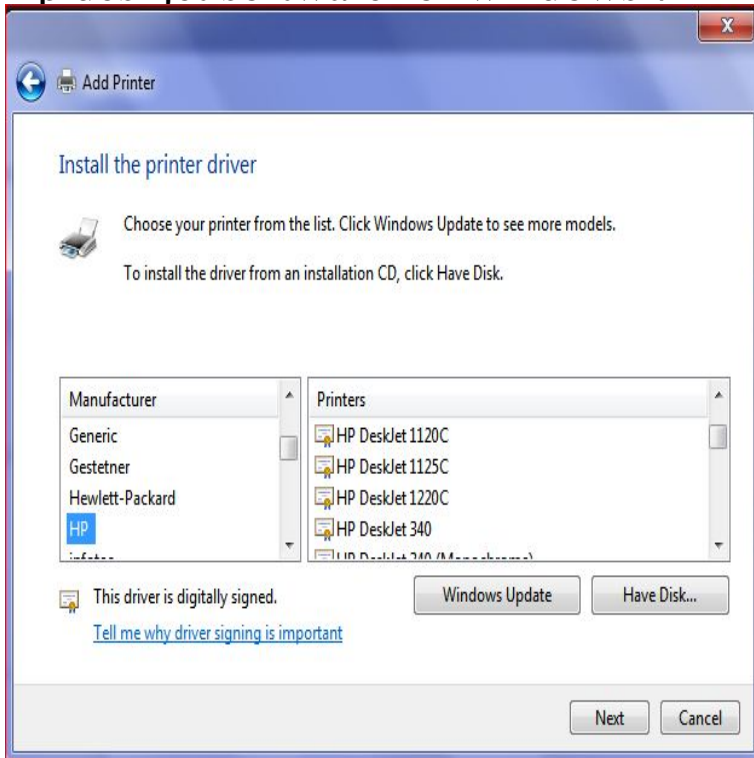 X
Add Printer
Install the printer driver
Choose your printer from the list. Click Windows Update to see more models.
To install the driver from an installation CD, click Have Disk.
Manufacturer
Generic
Gestetner
Hewlett-Packard
HP
Printers
HP DeskJet 1120C
HP DeskJet 1125C
HP DeskJet 1220C
HP DeskJet 340
This driver is digitally signed.
Tell me why driver signing is important
Windows Update
Have Disk...
Next
Cancel